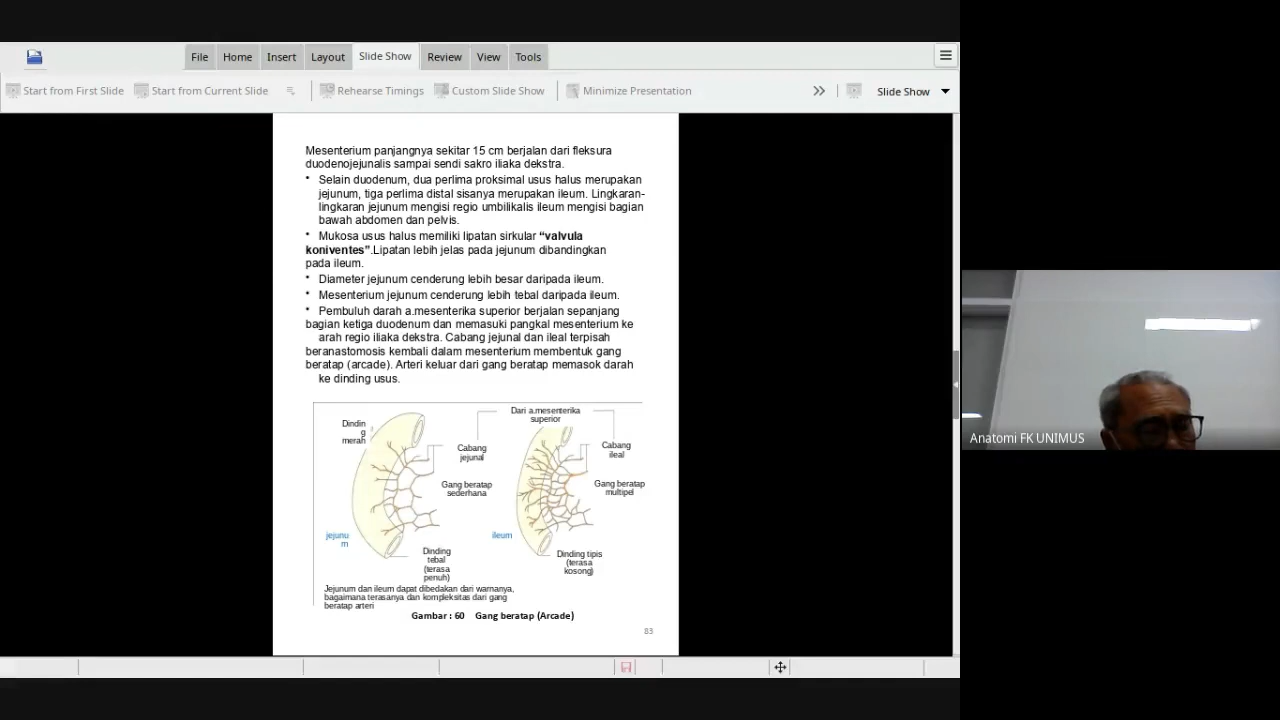 File Home Insert Layout Slide Show Review View Tools
Start from First Slide Start from Current Slide Rehearse Timings Custom Slide Show Minimize Presentation Slide Show
Mesenterium panjangnya sekitar 15 cm berjalan dari fleksura
duodenojejunalis sampai sendi sakro iliaka dekstra.
• Selain duodenum, dua perlima proksimal usus halus merupakan
jejunum, tiga perlima distal sisanya merupakan ileum. Lingkaran-
lingkaran jejunum mengisi regio umbilikalis ileum mengisi bagian
bawah abdomen dan pelvis.
• Mukosa usus halus memiliki lipatan sirkular “valvula
koniventes”.Lipatan lebih jelas pada jejunum dibandingkan
pada ileum.
• Diameter jejunum cenderung lebih besar daripada ileum.
• Mesenterium jejunum cenderung lebih tebal daripada ileum.
• Pembuluh darah a.mesenterika superior berjalan sepanjang
bagian ketiga duodenum dan memasuki pangkal mesenterium ke
arah regio iliaka dekstra. Cabang jejunal dan ileal terpisah
beranastomosis kembali dalam mesenterium membentuk gang
beratap (arcade). Arteri keluar dari gang beratap memasok darah
ke dinding usus.
Dindin
g
merah
Dari a.mesenterika
superior
Cabang
jejunal
Cabang
ileal
Gang beratap
sederhana
Gang beratap
multipel
jejunu
m
ileum
Dinding
tebal
(terasa
penuh)
Dinding tipis
(terasa
kosong)
Jejunum dan ileum dapat dibedakan dari warnanya,
bagaimana terasanya dan kompleksitas dari gang
beratap arteri
Gambar : 60 Gang beratap (Arcade)
83
Anatomi FK UNIMUS